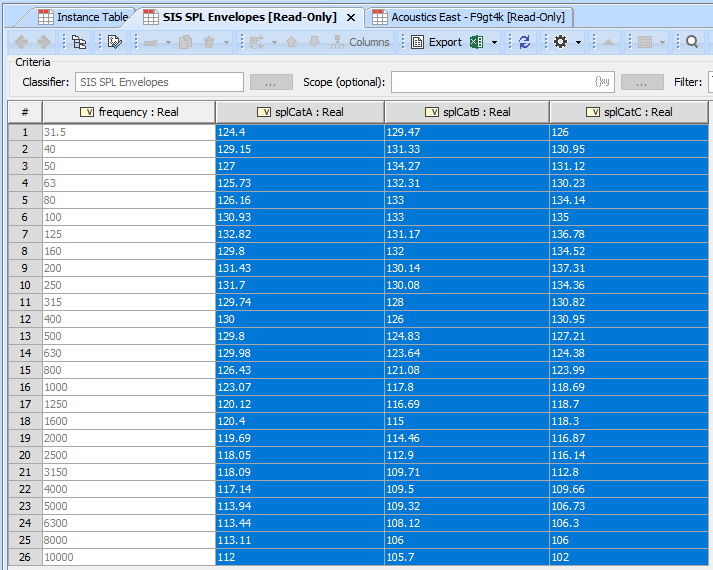 Instance Table SIS SPL Envelopes [Read-Only] × Acoustics East - F9gt4k [Read-Only]
Columns Export
Criteria
Classifier: SIS SPL Envelopes ... Scope (optional): {}xy ... Filter:
# frequency : Real splCatA : Real splCatB : Real splCatC : Real
1 31.5 124.4 129.47 126
2 40 129.15 131.33 130.95
3 50 127 134.27 131.12
4 63 125.73 132.31 130.23
5 80 126.16 133 134.14
6 100 130.93 133 135
7 125 132.82 131.17 136.78
8 160 129.8 132 134.52
9 200 131.43 130.14 137.31
10 250 131.7 130.08 134.36
11 315 129.74 128 130.82
12 400 130 126 130.95
13 500 129.8 124.83 127.21
14 630 129.98 123.64 124.38
15 800 126.43 121.08 123.99
16 1000 123.07 117.8 118.69
17 1250 120.12 116.69 118.7
18 1600 120.4 115 118.3
19 2000 119.69 114.46 116.87
20 2500 118.05 112.9 116.14
21 3150 118.09 109.71 112.8
22 4000 117.14 109.5 109.66
23 5000 113.94 109.32 106.73
24 6300 113.44 108.12 106.3
25 8000 113.11 106 106
26 10000 112 105.7 102